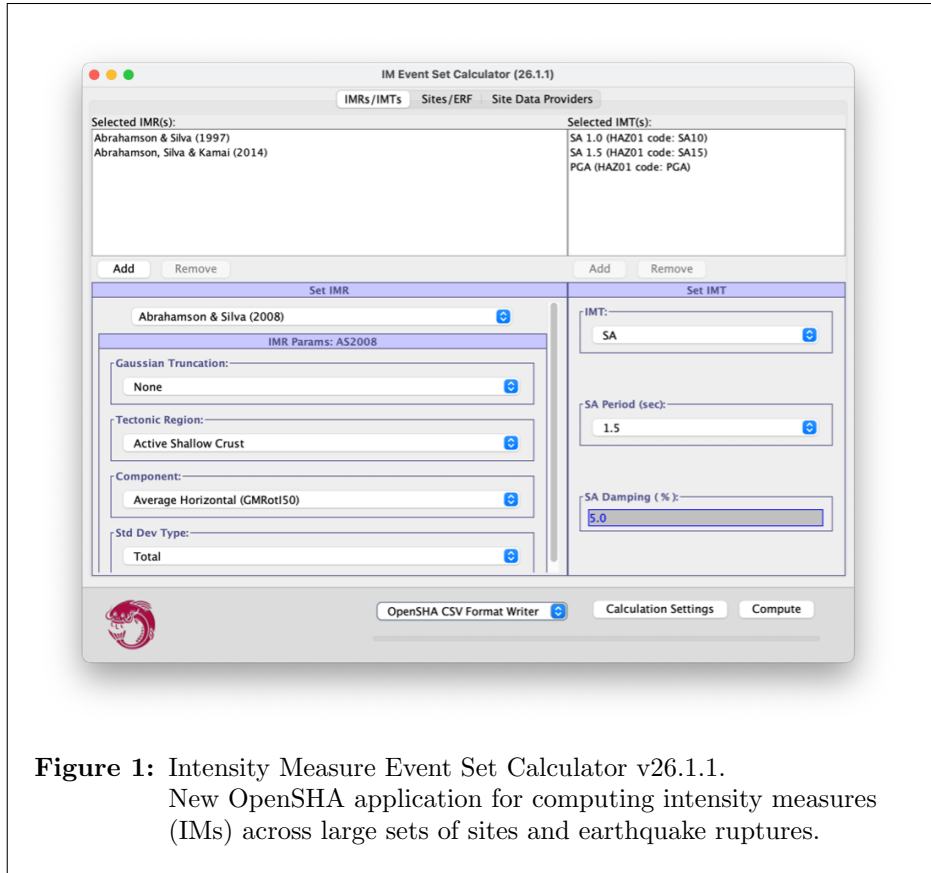 IM Event Set Calculator (26.1.1)
IMRs/IMTs Sites/ERF Site Data Providers
Selected IMR(s):
Abrahamson & Silva (1997)
Abrahamson, Silva & Kamai (2014)
Selected IMT(s):
SA 1.0 (HAZ01 code: SA10)
SA 1.5 (HAZ01 code: SA15)
PGA (HAZ01 code: PGA)
Add Remove
Add Remove
Set IMR
Abrahamson & Silva (2008)
IMR Params: AS2008
Gaussian Truncation:
None
Tectonic Region:
Active Shallow Crust
Component:
Average Horizontal (GMRotI50)
Std Dev Type:
Total
Set IMT
IMT:
SA
SA Period (sec):
1.5
SA Damping ( % ):
5.0
OpenSHA CSV Format Writer Calculation Settings Compute
Figure 1: Intensity Measure Event Set Calculator v26.1.1.
New OpenSHA application for computing intensity measures
(IMs) across large sets of sites and earthquake ruptures.